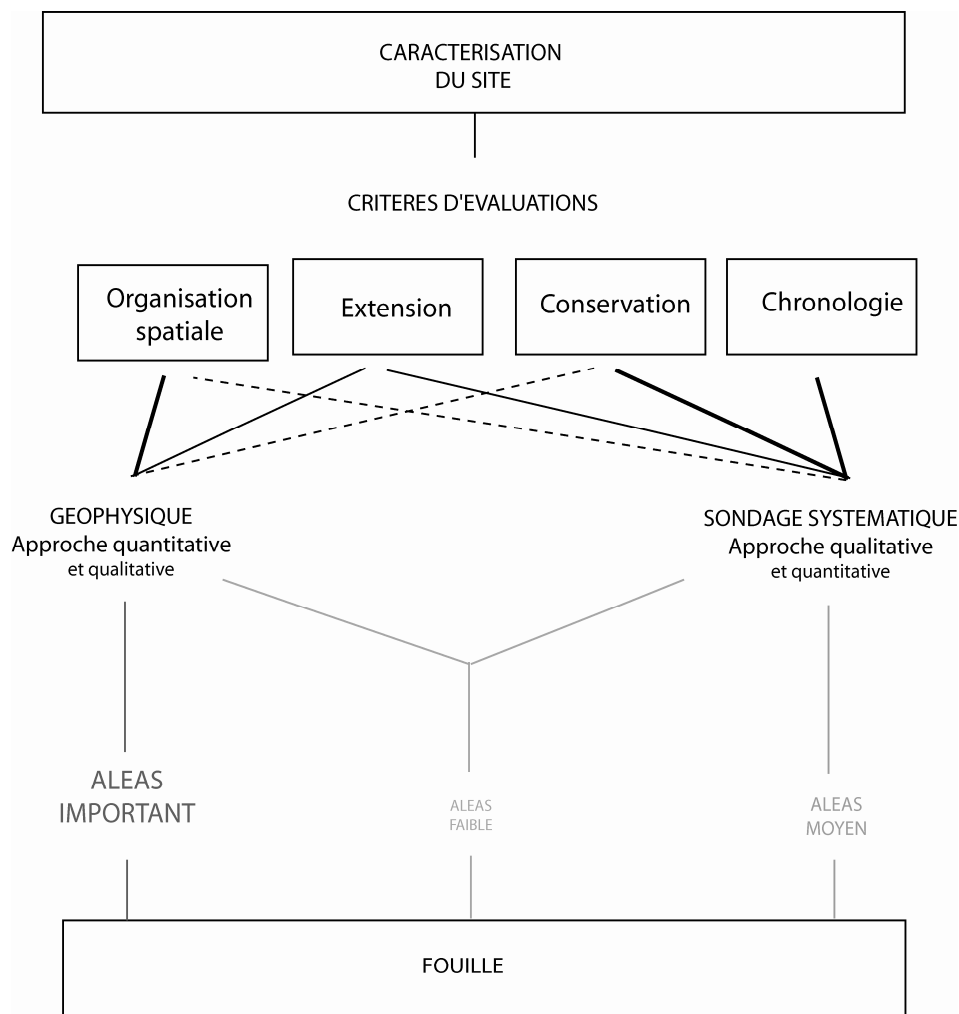 CARACTERISATION
DU SITE
CRITERES D'EVALUATIONS
Organisation
spatiale
Extension
Conservation
Chronologie
GEOPHYSIQUE
Approche quantitative
et qualitative
SONDAGE SYSTEMATIQUE
Approche qualitative
et quantitative
ALEAS
IMPORTANT
ALEAS
FAIBLE
ALEAS
MOYEN
FOUILLE